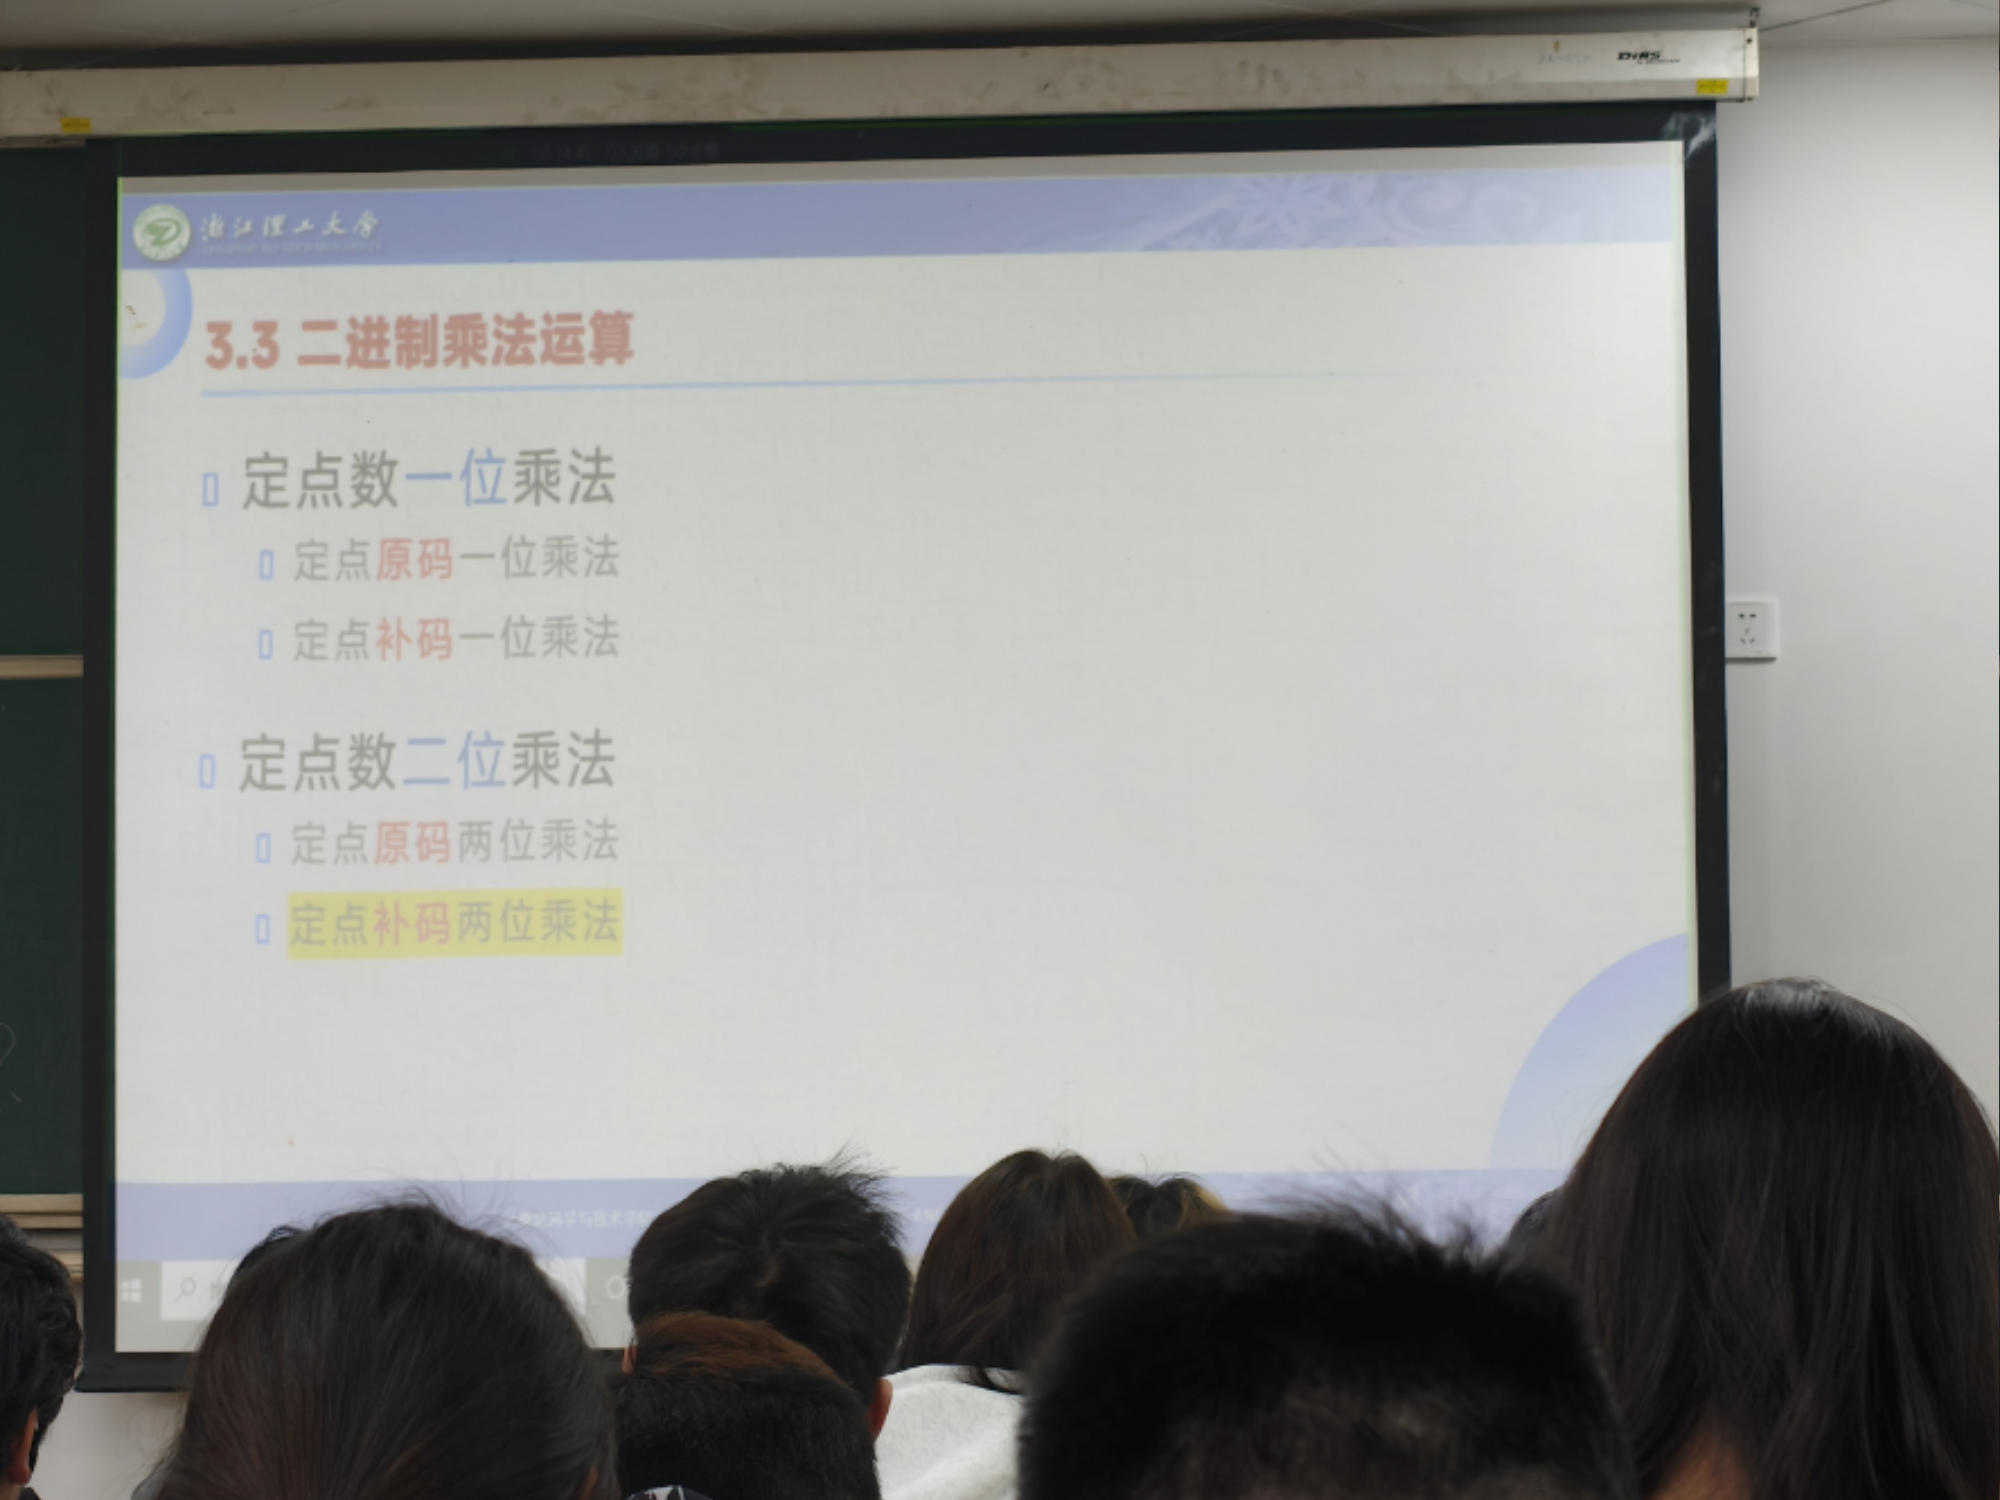 DIAS
浙江理工大学
3.3 二进制乘法运算
定点数一位乘法
定点原码一位乘法
定点补码一位乘法
定点数二位乘法
定点原码两位乘法
定点补码两位乘法